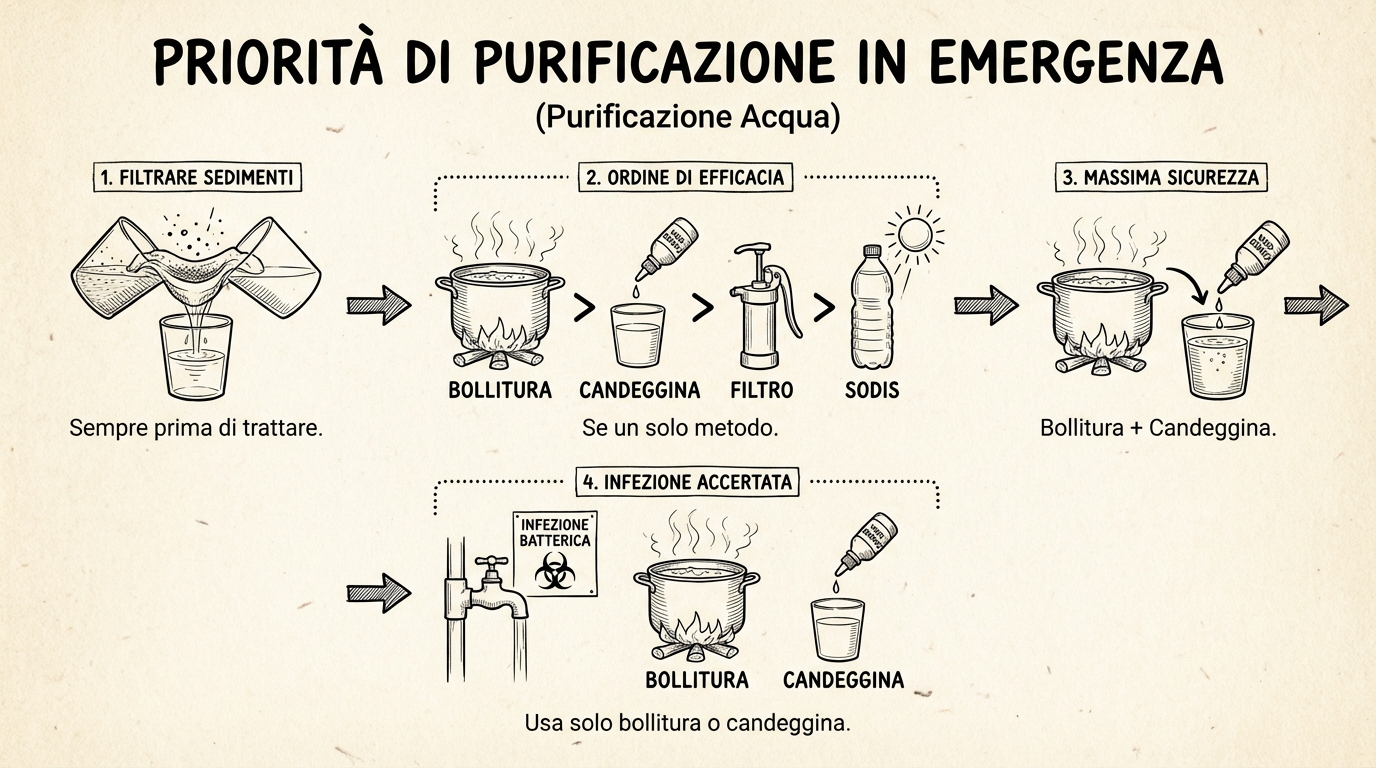 PRIORITÀ DI PURIFICAZIONE IN EMERGENZA
(Purificazione Acqua)
1. FILTRARE SEDIMENTI
Sempre prima di trattare.
2. ORDINE DI EFFICACIA
> > >
BOLLITURA CANDEGGINA FILTRO SODIS
Se un solo metodo.
3. MASSIMA SICUREZZA
Bollitura + Candeggina.
4. INFEZIONE ACCERTATA
INFEZIONE
BATTERICA
BOLLITURA CANDEGGINA
Usa solo bollitura o candeggina.